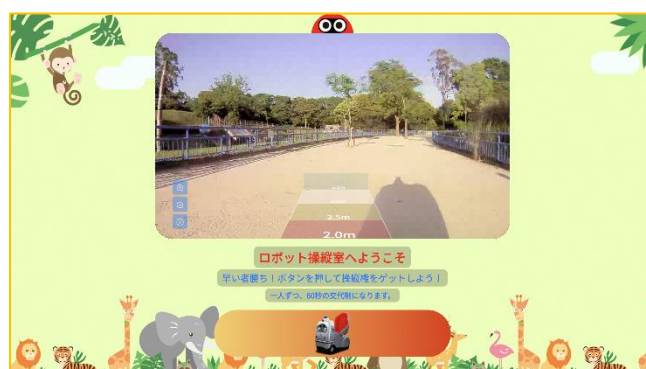 2.5m
2.0m
ロボット操縦室へようこそ
早い者勝ち！ボタンを押して操縦権をゲットしよう！
一人ずつ、60秒の交代制になります。